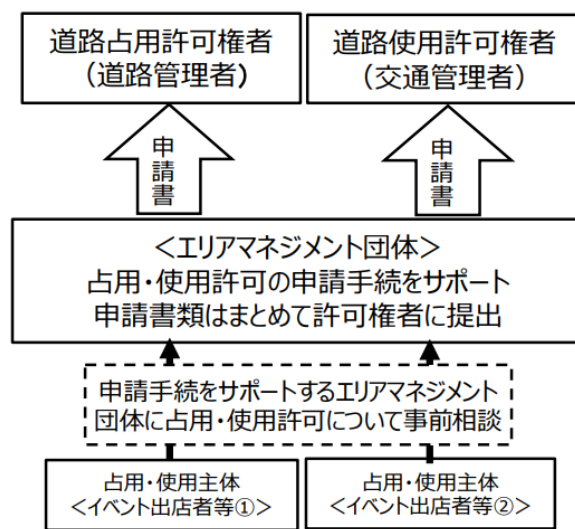 道路占用許可権者
（道路管理者）
道路使用許可権者
（交通管理者）
申請書
申請書
＜エリアマネジメント団体＞
占用・使用許可の申請手続をサポート
申請書類はまとめて許可権者に提出
申請手続をサポートするエリアマネジメント
団体に占用・使用許可について事前相談
占用・使用主体
＜イベント出店者等①＞
占用・使用主体
＜イベント出店者等②＞